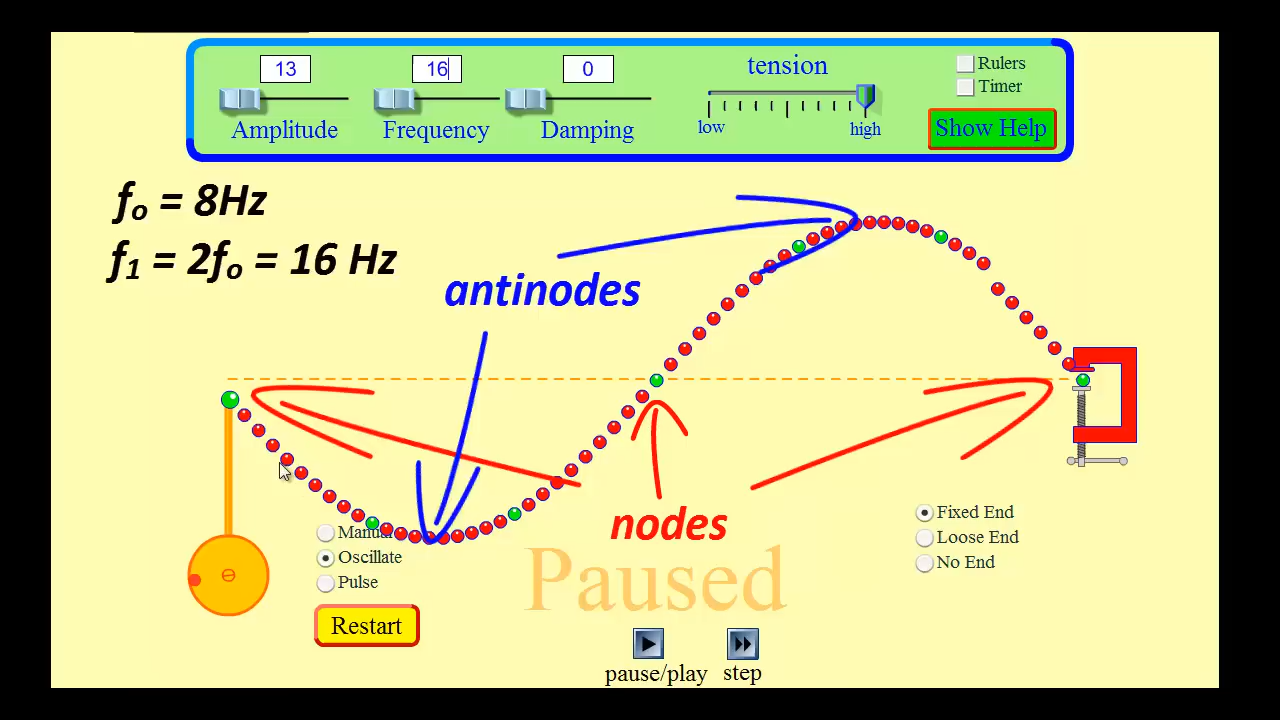 13
16
0
tension
Rulers
Timer
Amplitude
Frequency
Damping
low
high
Show Help
fo = 8Hz
f1 = 2fo = 16 Hz
antinodes
nodes
Manual
Oscillate
Pulse
Restart
Fixed End
Loose End
No End
Paused
pause/play
step